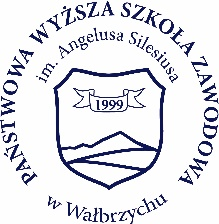 PAŃSTWOWA WYŻSZA SZKOŁA ZAWODOWA
im. Angelusa Silesiusa
1999
w Wałbrzychu